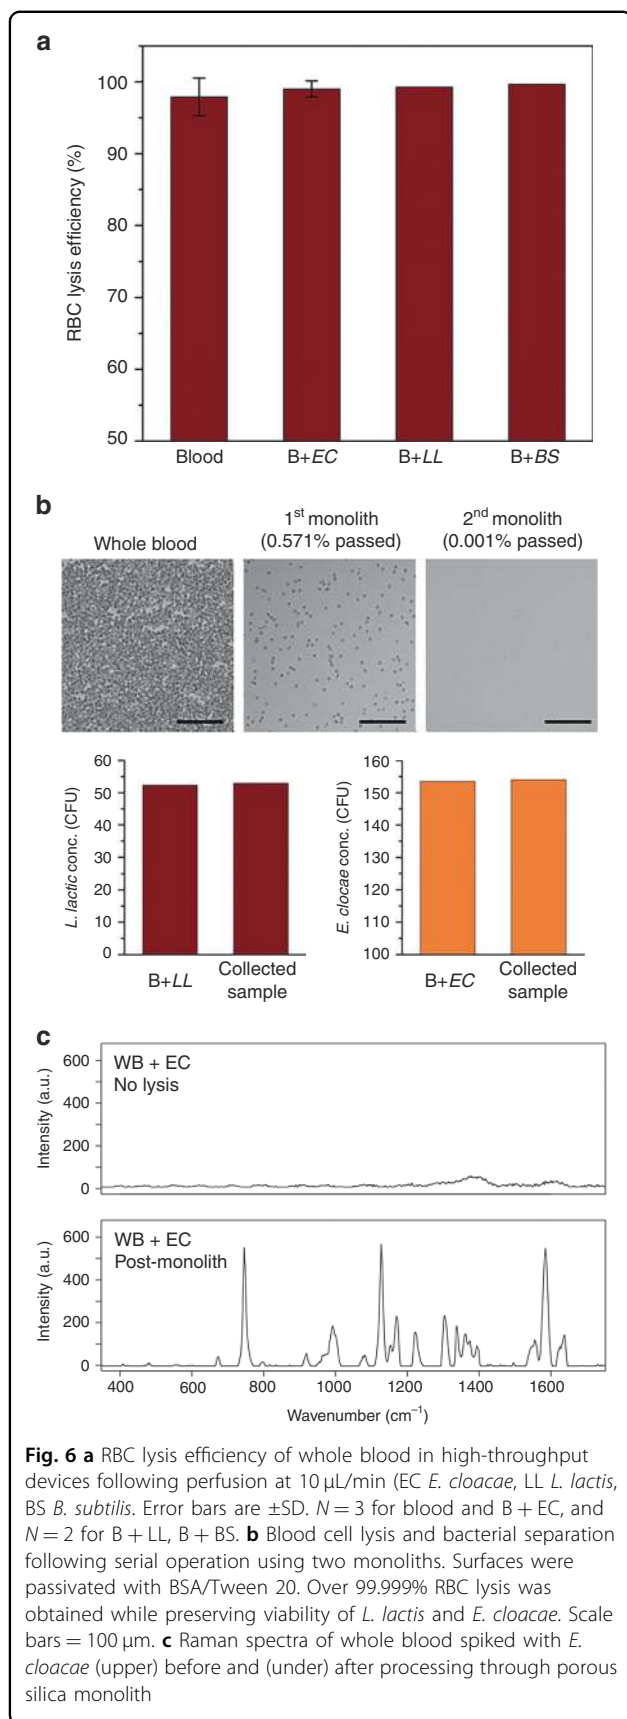 a
RBC lysis efficiency (%)
100
90
80
70
60
50
Blood
B+EC
B+LL
B+BS
b
Whole blood
1st monolith
(0.571% passed)
2nd monolith
(0.001% passed)
L. lactic conc. (CFU)
60
50
40
30
20
10
0
B+LL
Collected
sample
E. clocae conc. (CFU)
160
150
140
130
120
110
100
B+EC
Collected
sample
c
WB + EC
No lysis
Intensity (a.u.)
600
400
200
0
WB + EC
Post-monolith
Intensity (a.u.)
600
400
200
0
400 600 800 1000 1200 1400 1600
Wavenumber (cm−1)
Fig. 6 a RBC lysis efficiency of whole blood in high-throughput
devices following perfusion at 10 µL/min (EC E. cloacae, LL L. lactis,
BS B. subtilis. Error bars are ±SD. N = 3 for blood and B + EC, and
N = 2 for B + LL, B + BS. b Blood cell lysis and bacterial separation
following serial operation using two monoliths. Surfaces were
passivated with BSA/Tween 20. Over 99.999% RBC lysis was
obtained while preserving viability of L. lactis and E. cloacae. Scale
bars = 100 µm. c Raman spectra of whole blood spiked with E.
cloacae (upper) before and (under) after processing through porous
silica monolith